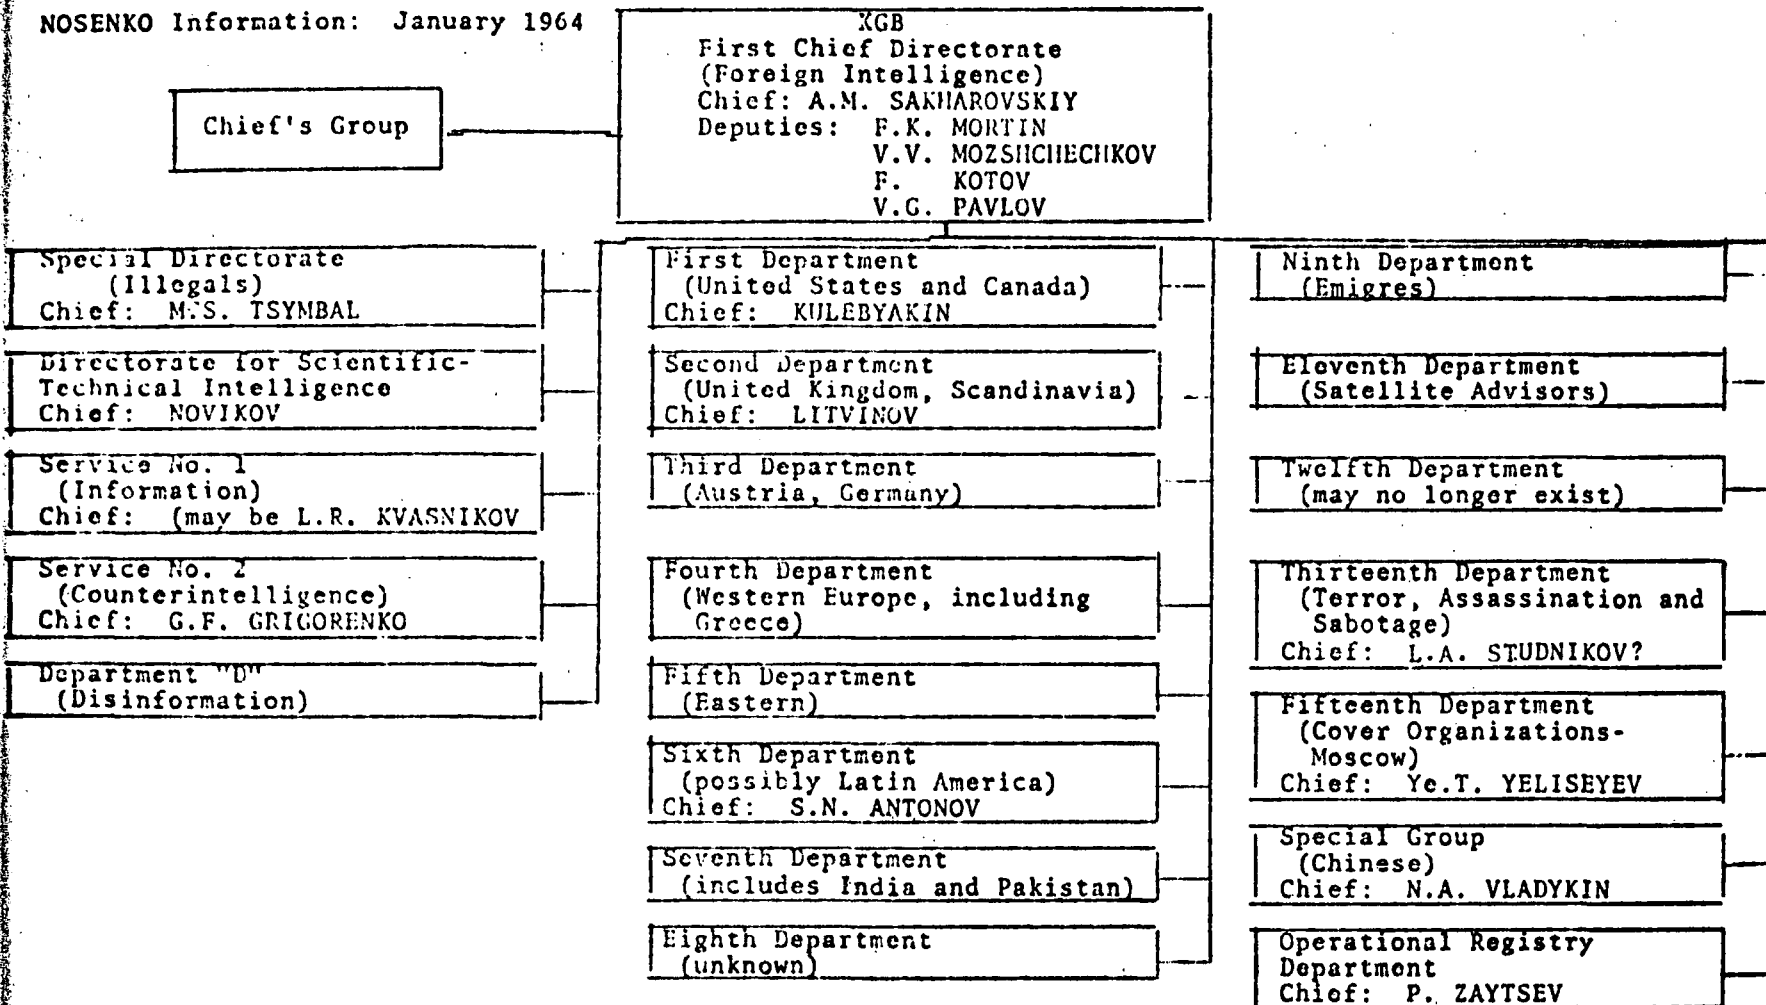 NOSENKO Information: January 1964
KGB
First Chief Directorate
(Foreign Intelligence)
Chief: A.M. SAKHAROVSKIY
Deputies: F.K. MORTIN
V.V. MOZSHCHECHKOV
F. KOTOV
V.G. PAVLOV
Chief's Group
Special Directorate
(Illegals)
Chief: M.S. TSYMBAL
Directorate for Scientific-
Technical Intelligence
Chief: NOVIKOV
Service No. 1
(Information)
Chief: (may be L.R. KVASNIKOV
Service No. 2
(Counterintelligence)
Chief: G.F. GRIGORENKO
Department "D"
(Disinformation)
First Department
(United States and Canada)
Chief: KULEBYAKIN
Second Department
(United Kingdom, Scandinavia)
Chief: LITVINOV
Third Department
(Austria, Germany)
Fourth Department
(Western Europe, including
Greece)
Fifth Department
(Eastern)
Sixth Department
(possibly Latin America)
Chief: S.N. ANTONOV
Seventh Department
(includes India and Pakistan)
Eighth Department
(unknown)
Ninth Department
(Emigres)
Eleventh Department
(Satellite Advisors)
Twelfth Department
(may no longer exist)
Thirteenth Department
(Terror, Assassination and
Sabotage)
Chief: L.A. STUDNIKOV?
Fifteenth Department
(Cover Organizations-
Moscow)
Chief: Ye.T. YELISEYEV
Special Group
(Chinese)
Chief: N.A. VLADYKIN
Operational Registry
Department
Chief: P. ZAYTSEV